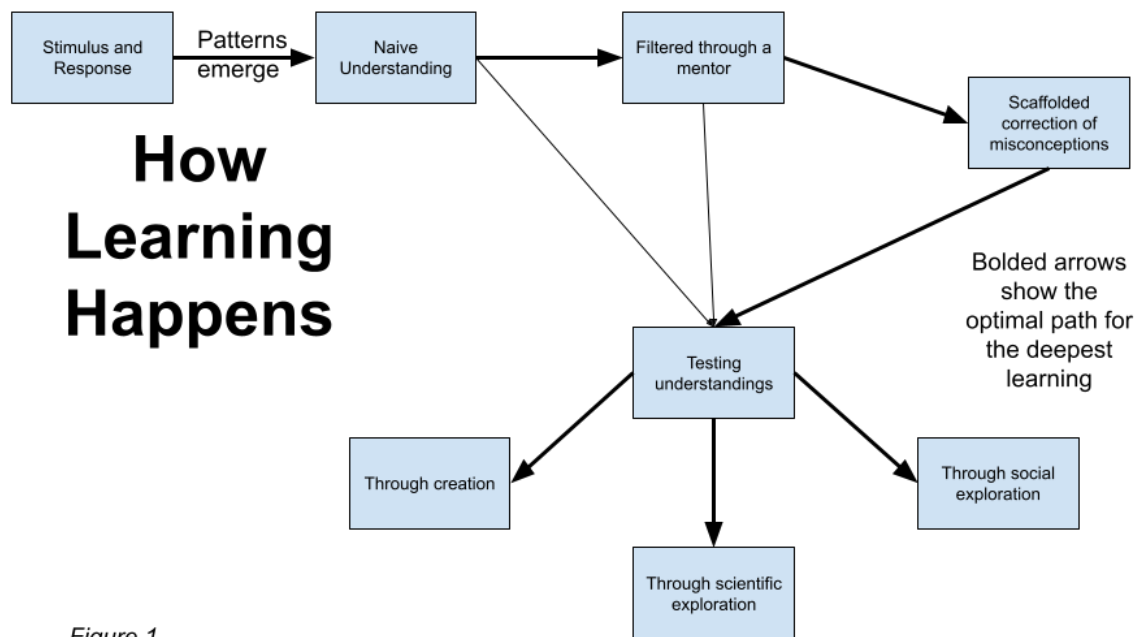 Stimulus and
Response
Patterns
emerge
Naive
Understanding
Filtered through a
mentor
Scaffolded
correction of
misconceptions
How
Learning
Happens
Bolded arrows
show the
optimal path for
the deepest
learning
Testing
understandings
Through creation
Through social
exploration
Through scientific
exploration
Figure 1